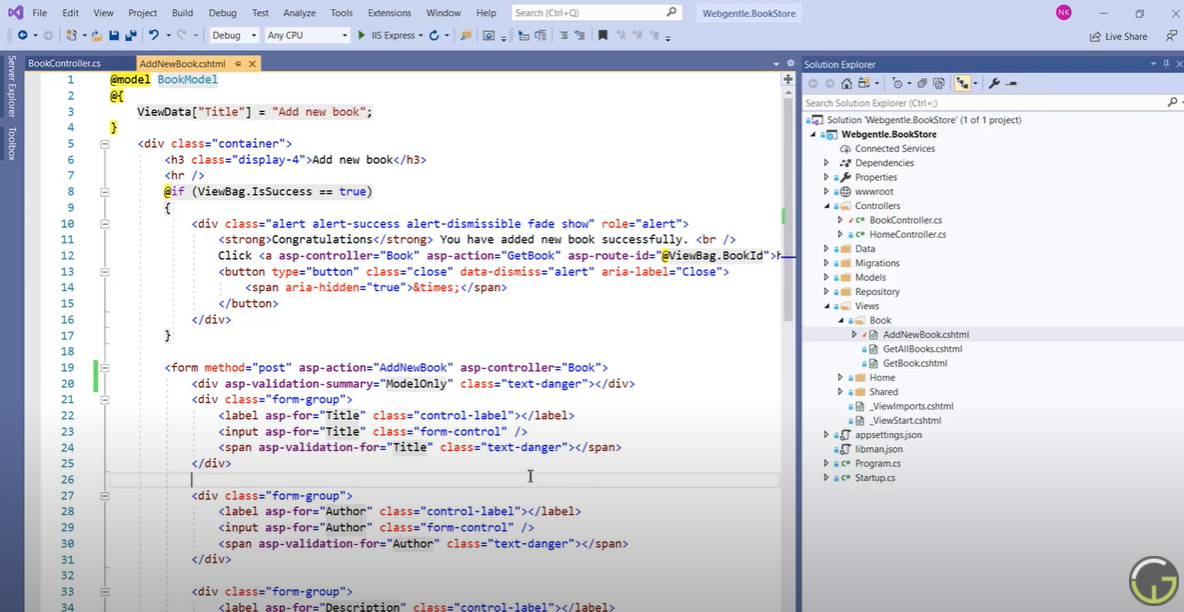 File Edit View Project Build Debug Test Analyze Tools Extensions Window Help Search (Ctrl+Q) Webgentle.BookStore NK
Debug Any CPU IIS Express Live Share
Server Explorer
Toolbox
BookController.cs AddNewBook.cshtml
1 @model BookModel
2 @{
3 ViewData["Title"] = "Add new book";
4 }
5 <div class="container">
6 <h3 class="display-4">Add new book</h3>
7 <hr />
8 @if (ViewBag.IsSuccess == true)
9 {
10 <div class="alert alert-success alert-dismissible fade show" role="alert">
11 <strong>Congratulations</strong> You have added new book successfully. <br />
12 Click <a asp-controller="Book" asp-action="GetBook" asp-route-id="@ViewBag.BookId">
13 <button type="button" class="close" data-dismiss="alert" aria-label="Close">
14 <span aria-hidden="true">&times;</span>
15 </button>
16 </div>
17 }
18
19 <form method="post" asp-action="AddNewBook" asp-controller="Book">
20 <div asp-validation-summary="ModelOnly" class="text-danger"></div>
21 <div class="form-group">
22 <label asp-for="Title" class="control-label"></label>
23 <input asp-for="Title" class="form-control" />
24 <span asp-validation-for="Title" class="text-danger"></span>
25 </div>
26
27 <div class="form-group">
28 <label asp-for="Author" class="control-label"></label>
29 <input asp-for="Author" class="form-control" />
30 <span asp-validation-for="Author" class="text-danger"></span>
31 </div>
32
33 <div class="form-group">
34 <label asp-for="Description" class="control-label"></label>
Solution Explorer
Search Solution Explorer (Ctrl+;)
Solution 'Webgentle.BookStore' (1 of 1 project)
Webgentle.BookStore
Connected Services
Dependencies
Properties
wwwroot
Controllers
BookController.cs
HomeController.cs
Data
Migrations
Models
Repository
Views
Book
AddNewBook.cshtml
GetAllBooks.cshtml
GetBook.cshtml
Home
Shared
_ViewImports.cshtml
_ViewStart.cshtml
appsettings.json
libman.json
Program.cs
Startup.cs